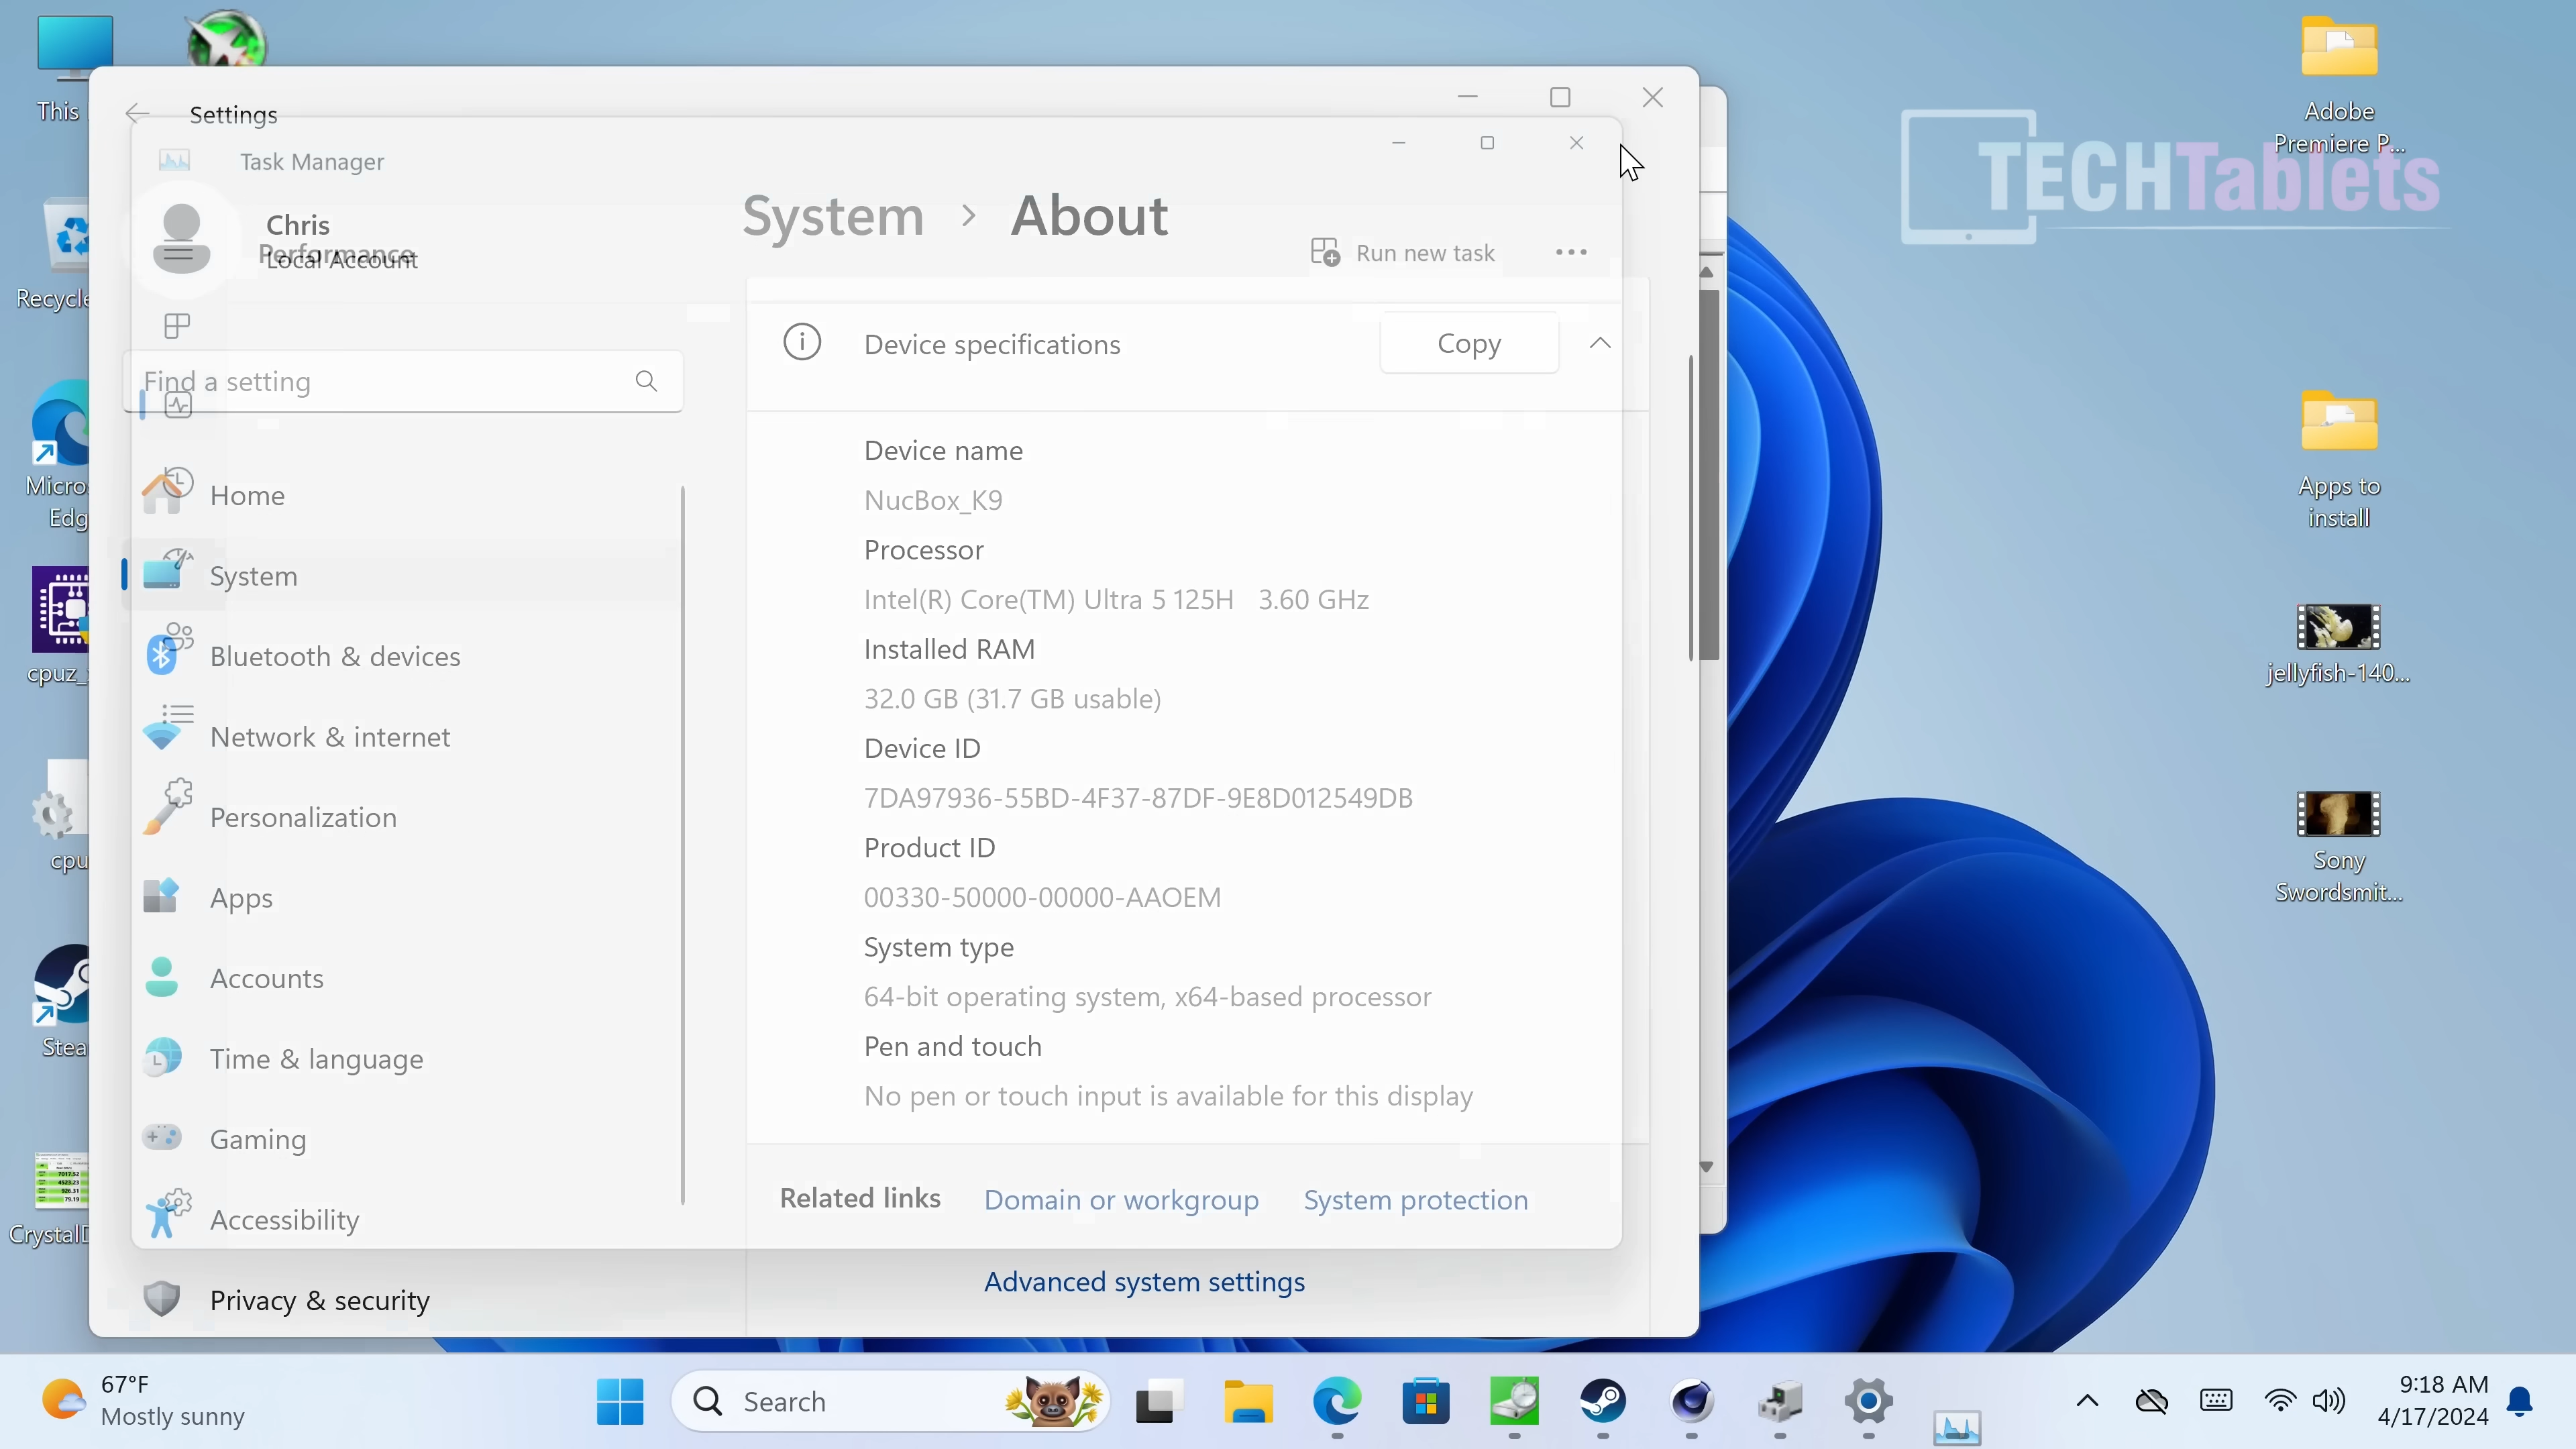 This
Recycle
Micro
Edg
cpuz_
cpu
Stea
CrystalD
Settings
Task Manager
Chris
Performance
Local Account
Find a setting
Home
System
Bluetooth & devices
Network & internet
Personalization
Apps
Accounts
Time & language
Gaming
Accessibility
Privacy & security
System > About
Run new task
Device specifications
Copy
Device name
NucBox_K9
Processor
Intel(R) Core(TM) Ultra 5 125H 3.60 GHz
Installed RAM
32.0 GB (31.7 GB usable)
Device ID
7DA97936-55BD-4F37-87DF-9E8D012549DB
Product ID
00330-50000-00000-AAOEM
System type
64-bit operating system, x64-based processor
Pen and touch
No pen or touch input is available for this display
Related links
Domain or workgroup
System protection
Advanced system settings
Adobe
Premiere P...
TECHTablets
Apps to
install
jellyfish-140...
Sony
Swordsmit...
67°F
Mostly sunny
Search
9:18 AM
4/17/2024